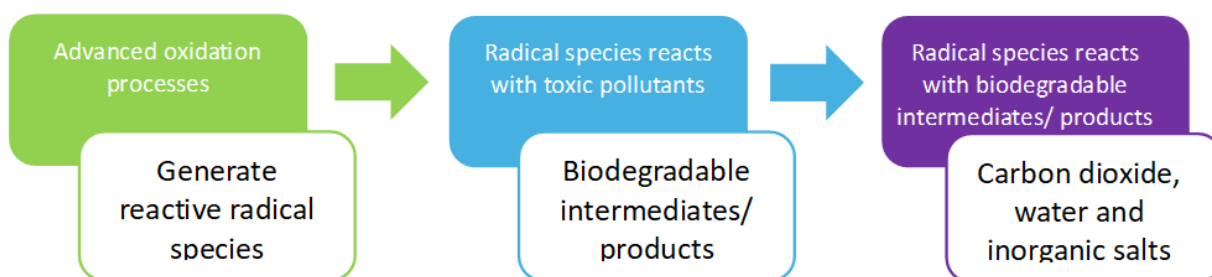 Advanced oxidation
processes
Generate
reactive radical
species
Radical species reacts
with toxic pollutants
Biodegradable
intermediates/
products
Radical species reacts
with biodegradable
intermediates/ products
Carbon dioxide,
water and
inorganic salts